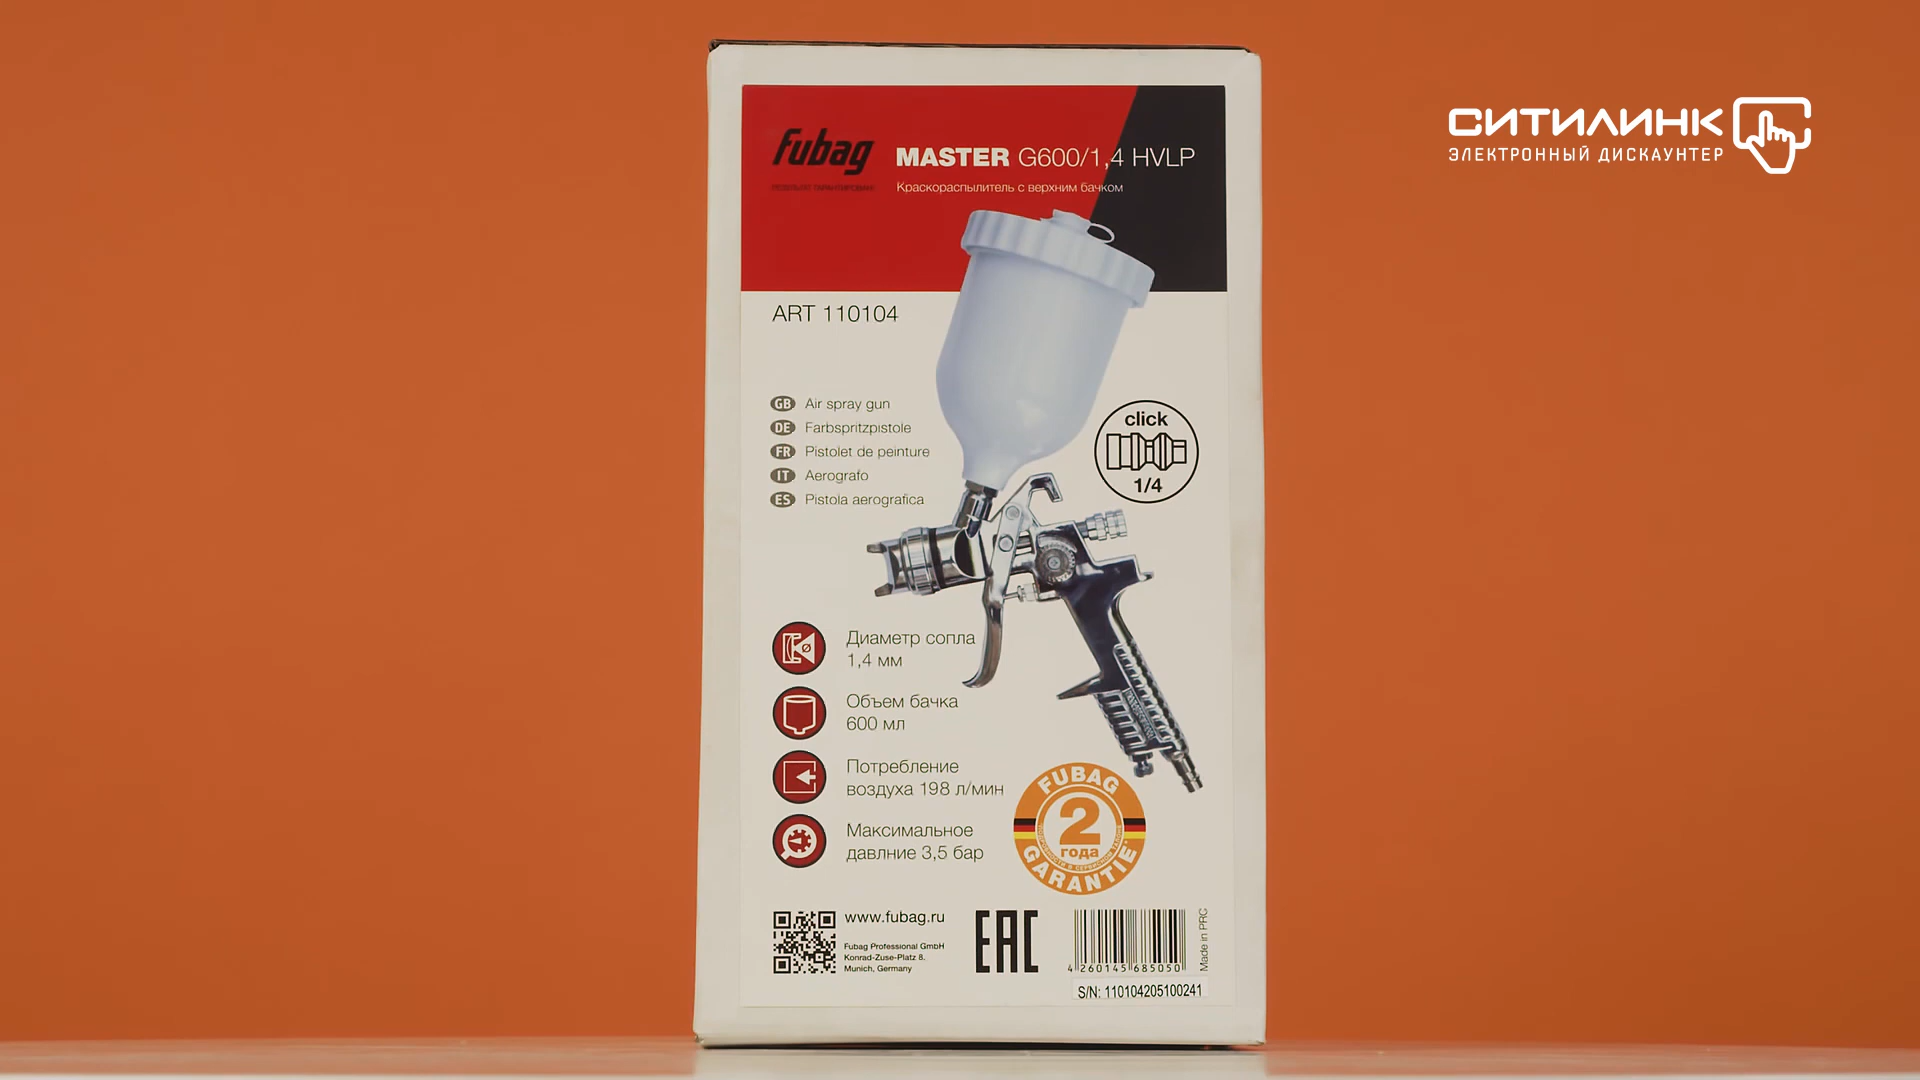 СИТИЛИНК
ЭЛЕКТРОННЫЙ ДИСКАУНТЕР
fubag
РЕЗУЛЬТАТ ГАРАНТИРОВАН!
MASTER G600/1,4 HVLP
Краскораспылитель с верхним бачком
ART 110104
GB Air spray gun
DE Farbspritzpistole
FR Pistolet de peinture
IT Aerografo
ES Pistola aerografica
click
1/4
Диаметр сопла
1,4 мм
Объем бачка
600 мл
Потребление
воздуха 198 л/мин
Максимальное
давлние 3,5 бар
FUBAG
2
года
GARANTIE
www.fubag.ru
Fubag Professional GmbH
Konrad-Zuse-Platz 8.
Munich, Germany
EAC
4 260145 685050
Made in PRC
S/N: 110104205100241